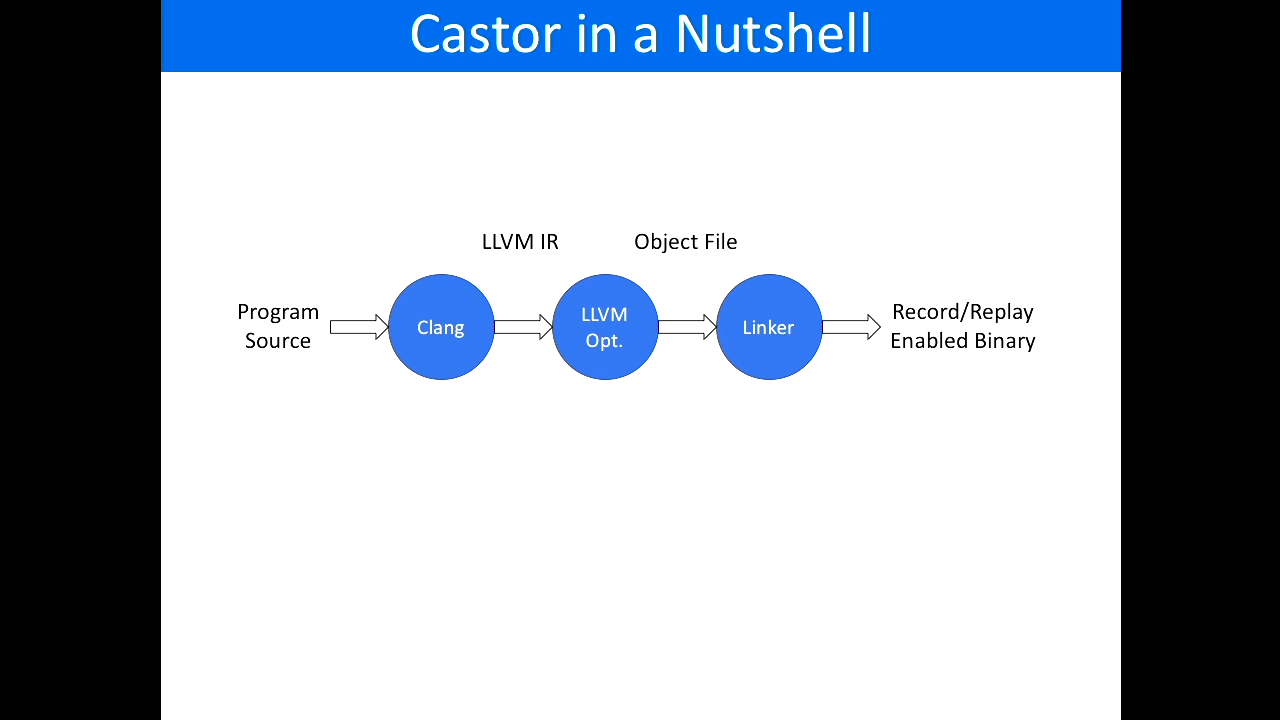 Castor in a Nutshell
LLVM IR
Object File
Program
Source
Clang
LLVM
Opt.
Linker
Record/Replay
Enabled Binary